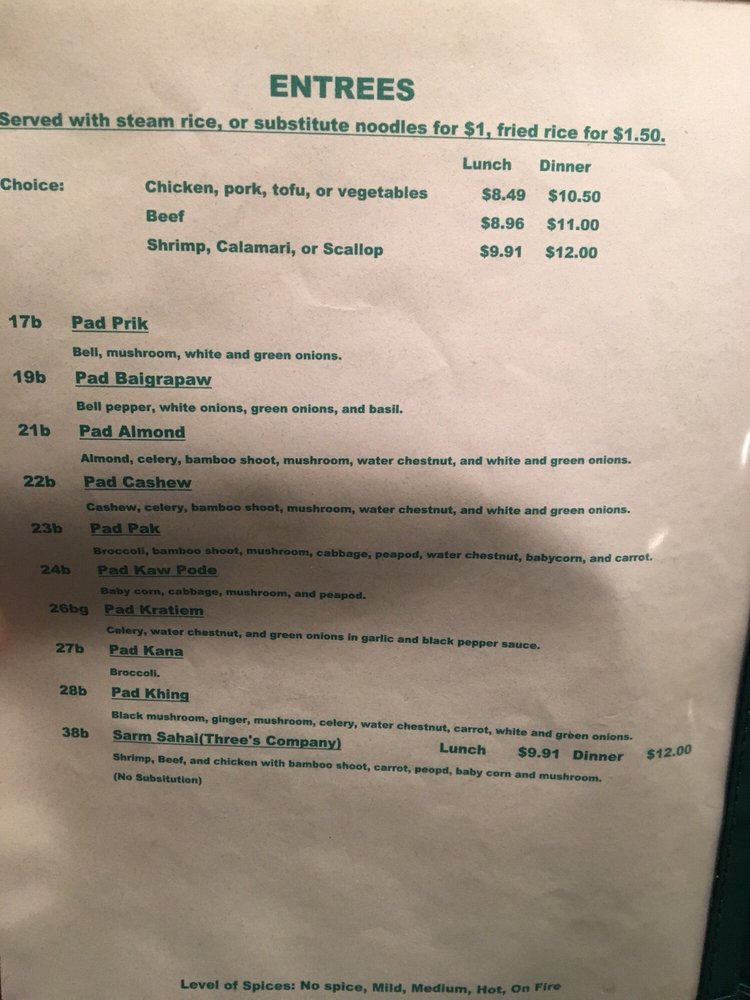 ENTREES
Served with steam rice, or substitute noodles for $1, fried rice for $1.50.
Lunch Dinner
Choice: Chicken, pork, tofu, or vegetables $8.49 $10.50
Beef $8.96 $11.00
Shrimp, Calamari, or Scallop $9.91 $12.00
17b Pad Prik
Bell, mushroom, white and green onions.
19b Pad Baigrapaw
Bell pepper, white onions, green onions, and basil.
21b Pad Almond
Almond, celery, bamboo shoot, mushroom, water chestnut, and white and green onions.
22b Pad Cashew
Cashew, celery, bamboo shoot, mushroom, water chestnut, and white and green onions.
23b Pad Pak
Broccoli, bamboo shoot, mushroom, cabbage, peapod, water chestnut, babycorn, and carrot.
24b Pad Kaw Pode
Baby corn, cabbage, mushroom, and peapod.
26bg Pad Kratiem
Celery, water chestnut, and green onions in garlic and black pepper sauce.
27b Pad Kana
Broccoli.
28b Pad Khing
Black mushroom, ginger, mushroom, celery, water chestnut, carrot, white and green onions.
38b Sarm Sahai(Three's Company) Lunch $9.91 Dinner $12.00
Shrimp, Beef, and chicken with bamboo shoot, carrot, peopd, baby corn and mushroom.
(No Subsitution)
Level of Spices: No spice, Mild, Medium, Hot, On Fire